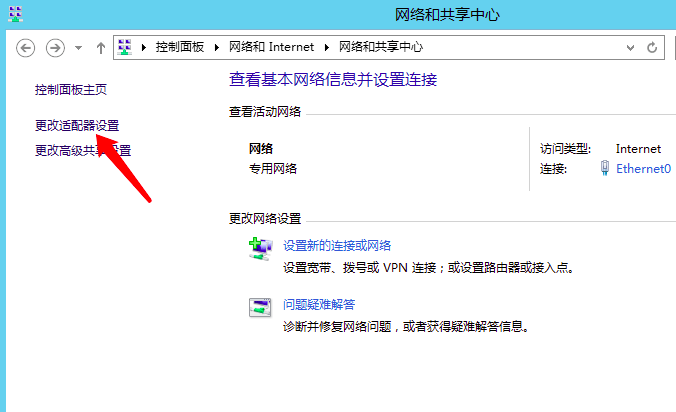 网络和共享中心
控制面板 网络和 Internet 网络和共享中心
控制面板主页
更改适配器设置
更改高级共享设置
查看基本网络信息并设置连接
查看活动网络
网络
专用网络
访问类型: Internet
连接: Ethernet0
更改网络设置
设置新的连接或网络
设置宽带、拨号或 VPN 连接；或设置路由器或接入点。
问题疑难解答
诊断并修复网络问题，或者获得疑难解答信息。